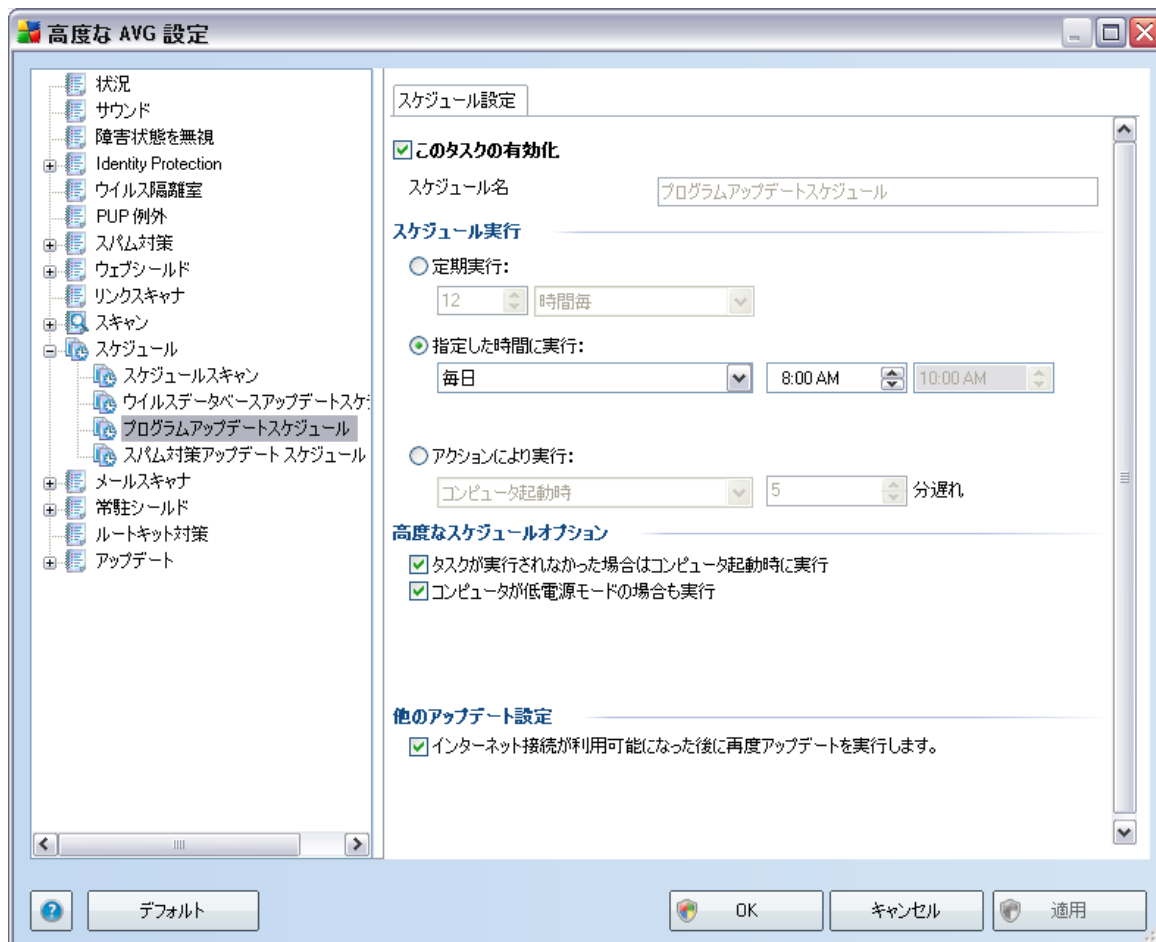 高度な AVG 設定
状況
サウンド
障害状態を無視
Identity Protection
ウイルス隔離室
PUP 例外
スパム対策
ウェブシールド
リンクスキャナ
スキャン
スケジュール
スケジュールスキャン
ウイルスデータベースアップデートスケ
プログラムアップデートスケジュール
スパム対策アップデート スケジュール
メールスキャナ
常駐シールド
ルートキット対策
アップデート
スケジュール設定
このタスクの有効化
スケジュール名 プログラムアップデートスケジュール
スケジュール実行
定期実行:
12 時間毎
指定した時間に実行:
毎日 8:00 AM 10:00 AM
アクションにより実行:
コンピュータ起動時 5 分遅れ
高度なスケジュールオプション
タスクが実行されなかった場合はコンピュータ起動時に実行
コンピュータが低電源モードの場合も実行
他のアップデート設定
インターネット接続が利用可能になった後に再度アップデートを実行します。
? デフォルト OK キャンセル 適用